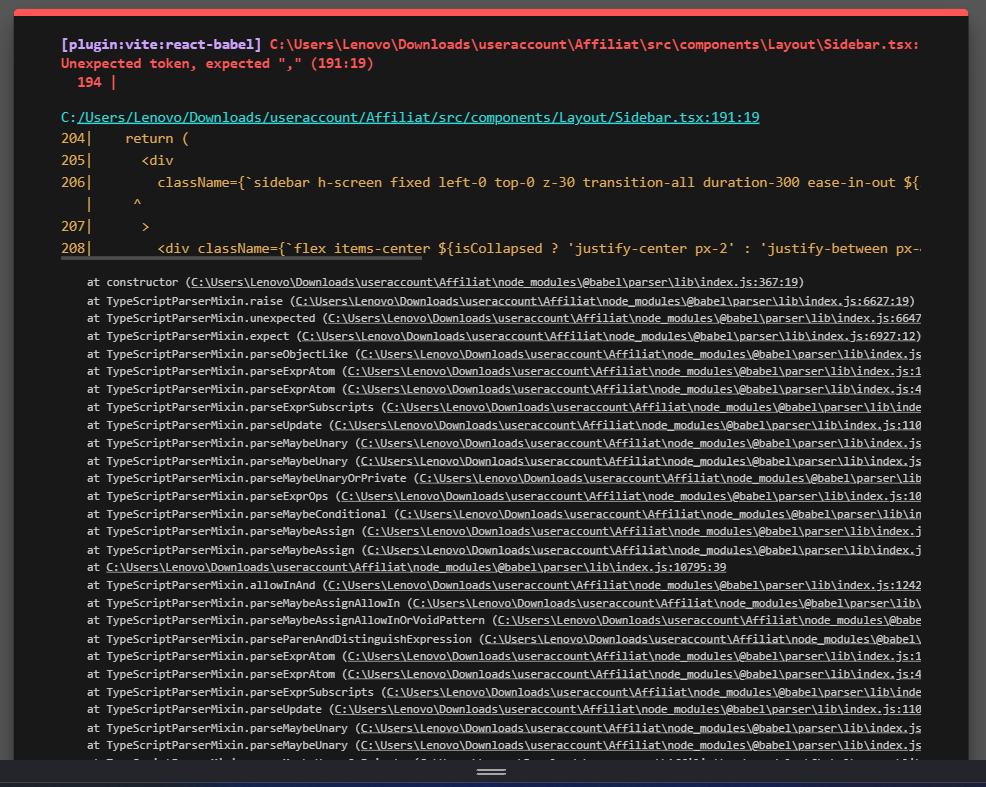 [plugin:vite:react-babel] C:\Users\Lenovo\Downloads\useraccount\Affiliat\src\components\Layout\Sidebar.tsx:
Unexpected token, expected "," (191:19)
194 |
C:/Users/Lenovo/Downloads/useraccount/Affiliat/src/components/Layout/Sidebar.tsx:191:19
204|    return (
205|      <div
206|        className={`sidebar h-screen fixed left-0 top-0 z-30 transition-all duration-300 ease-in-out ${
|     ^
207|      >
208|        <div className={`flex items-center ${isCollapsed ? 'justify-center px-2' : 'justify-between px-
at constructor (C:\Users\Lenovo\Downloads\useraccount\Affiliat\node_modules\@babel\parser\lib\index.js:367:19)
at TypeScriptParserMixin.raise (C:\Users\Lenovo\Downloads\useraccount\Affiliat\node_modules\@babel\parser\lib\index.js:6627:19)
at TypeScriptParserMixin.unexpected (C:\Users\Lenovo\Downloads\useraccount\Affiliat\node_modules\@babel\parser\lib\index.js:6647
at TypeScriptParserMixin.expect (C:\Users\Lenovo\Downloads\useraccount\Affiliat\node_modules\@babel\parser\lib\index.js:6927:12)
at TypeScriptParserMixin.parseObjectLike (C:\Users\Lenovo\Downloads\useraccount\Affiliat\node_modules\@babel\parser\lib\index.js
at TypeScriptParserMixin.parseExprAtom (C:\Users\Lenovo\Downloads\useraccount\Affiliat\node_modules\@babel\parser\lib\index.js:1
at TypeScriptParserMixin.parseExprAtom (C:\Users\Lenovo\Downloads\useraccount\Affiliat\node_modules\@babel\parser\lib\index.js:4
at TypeScriptParserMixin.parseExprSubscripts (C:\Users\Lenovo\Downloads\useraccount\Affiliat\node_modules\@babel\parser\lib\inde
at TypeScriptParserMixin.parseUpdate (C:\Users\Lenovo\Downloads\useraccount\Affiliat\node_modules\@babel\parser\lib\index.js:110
at TypeScriptParserMixin.parseMaybeUnary (C:\Users\Lenovo\Downloads\useraccount\Affiliat\node_modules\@babel\parser\lib\index.js
at TypeScriptParserMixin.parseMaybeUnary (C:\Users\Lenovo\Downloads\useraccount\Affiliat\node_modules\@babel\parser\lib\index.js
at TypeScriptParserMixin.parseMaybeUnaryOrPrivate (C:\Users\Lenovo\Downloads\useraccount\Affiliat\node_modules\@babel\parser\lib
at TypeScriptParserMixin.parseExprOps (C:\Users\Lenovo\Downloads\useraccount\Affiliat\node_modules\@babel\parser\lib\index.js:10
at TypeScriptParserMixin.parseMaybeConditional (C:\Users\Lenovo\Downloads\useraccount\Affiliat\node_modules\@babel\parser\lib\in
at TypeScriptParserMixin.parseMaybeAssign (C:\Users\Lenovo\Downloads\useraccount\Affiliat\node_modules\@babel\parser\lib\index.j
at TypeScriptParserMixin.parseMaybeAssign (C:\Users\Lenovo\Downloads\useraccount\Affiliat\node_modules\@babel\parser\lib\index.j
at C:\Users\Lenovo\Downloads\useraccount\Affiliat\node_modules\@babel\parser\lib\index.js:10795:39
at TypeScriptParserMixin.allowInAnd (C:\Users\Lenovo\Downloads\useraccount\Affiliat\node_modules\@babel\parser\lib\index.js:1242
at TypeScriptParserMixin.parseMaybeAssignAllowIn (C:\Users\Lenovo\Downloads\useraccount\Affiliat\node_modules\@babel\parser\lib\
at TypeScriptParserMixin.parseMaybeAssignAllowInOrVoidPattern (C:\Users\Lenovo\Downloads\useraccount\Affiliat\node_modules\@babe
at TypeScriptParserMixin.parseParenAndDistinguishExpression (C:\Users\Lenovo\Downloads\useraccount\Affiliat\node_modules\@babel\
at TypeScriptParserMixin.parseExprAtom (C:\Users\Lenovo\Downloads\useraccount\Affiliat\node_modules\@babel\parser\lib\index.js:1
at TypeScriptParserMixin.parseExprAtom (C:\Users\Lenovo\Downloads\useraccount\Affiliat\node_modules\@babel\parser\lib\index.js:4
at TypeScriptParserMixin.parseExprSubscripts (C:\Users\Lenovo\Downloads\useraccount\Affiliat\node_modules\@babel\parser\lib\inde
at TypeScriptParserMixin.parseUpdate (C:\Users\Lenovo\Downloads\useraccount\Affiliat\node_modules\@babel\parser\lib\index.js:110
at TypeScriptParserMixin.parseMaybeUnary (C:\Users\Lenovo\Downloads\useraccount\Affiliat\node_modules\@babel\parser\lib\index.js
at TypeScriptParserMixin.parseMaybeUnary (C:\Users\Lenovo\Downloads\useraccount\Affiliat\node_modules\@babel\parser\lib\index.js